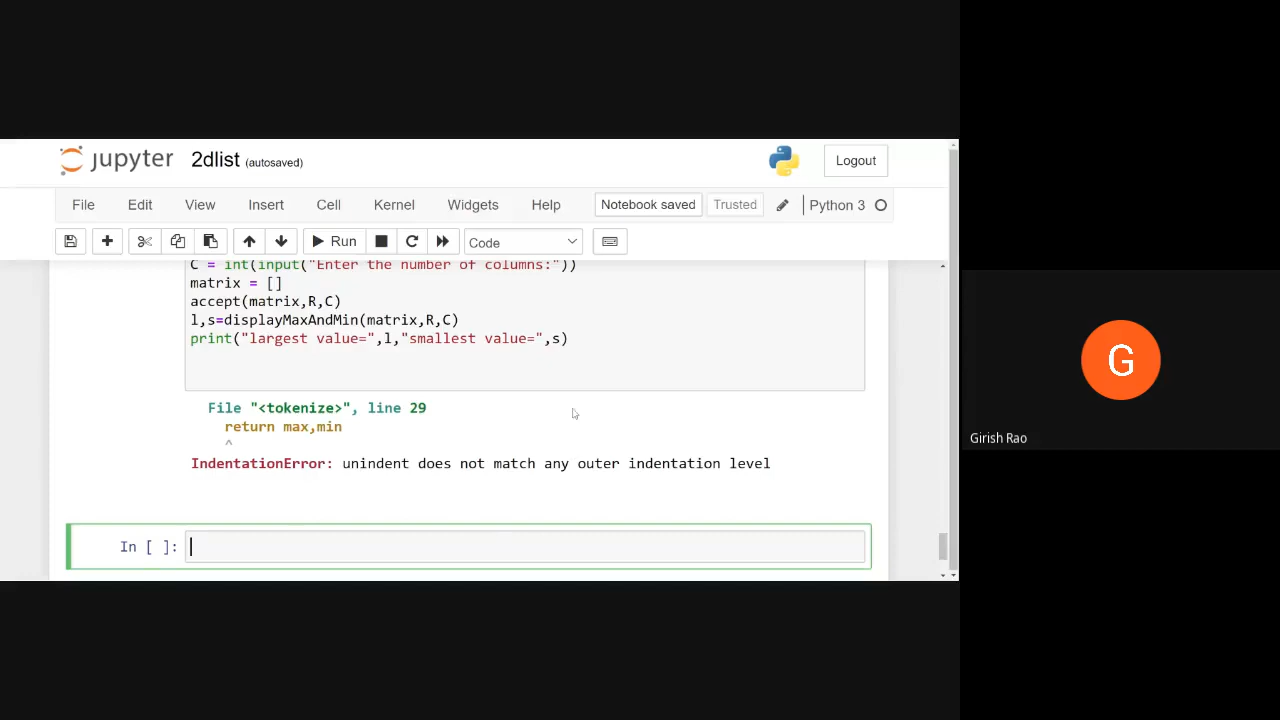 jupyter 2dlist (autosaved)
Logout
File Edit View Insert Cell Kernel Widgets Help Notebook saved Trusted Python 3
Run Code
C = int(input("Enter the number of columns:"))
matrix = []
accept(matrix,R,C)
l,s=displayMaxAndMin(matrix,R,C)
print("largest value=",l,"smallest value=",s)
File "<tokenize>", line 29
return max,min
^
IndentationError: unindent does not match any outer indentation level
In [ ]:
G
Girish Rao